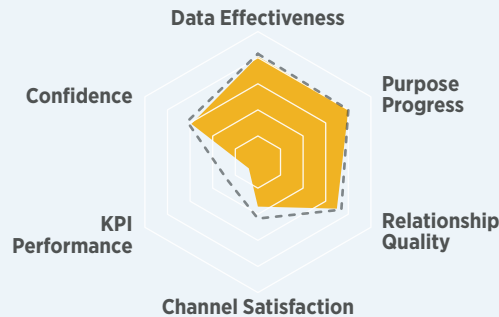 Data Effectiveness
Purpose
Progress
Relationship
Quality
Channel Satisfaction
KPI
Performance
Confidence